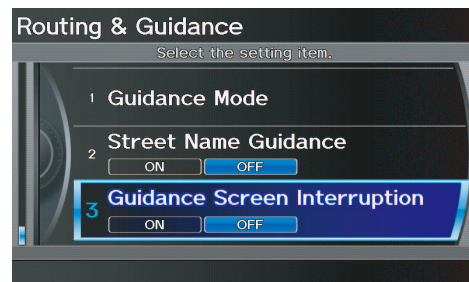 Routing & Guidance
Select the setting item.
1 Guidance Mode
2 Street Name Guidance
ON OFF
3 Guidance Screen Interruption
ON OFF